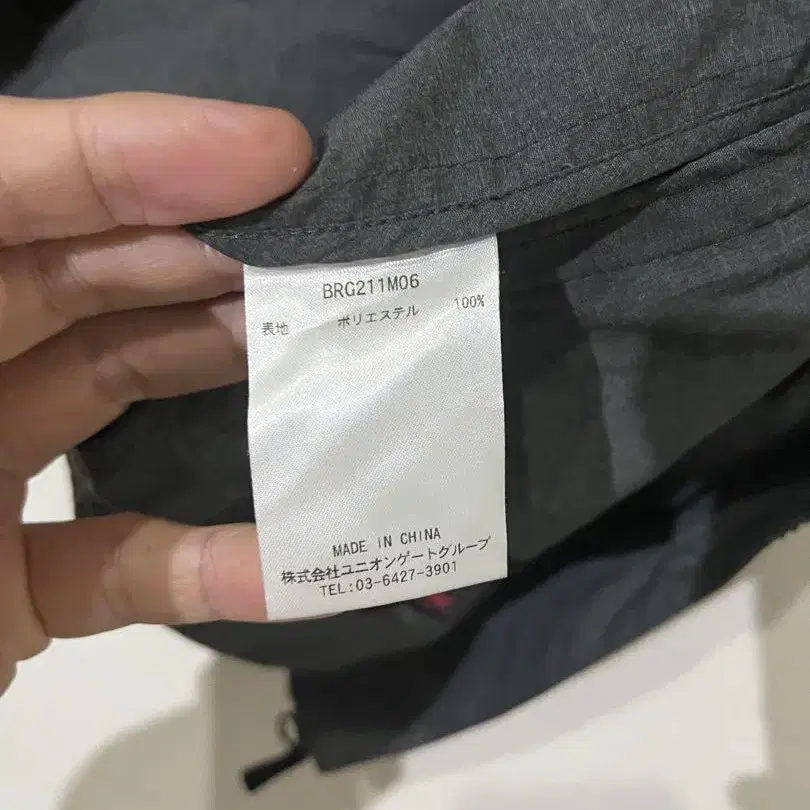 BRG211M06
表地 ポリエステル 100%
MADE IN CHINA
株式会社ユニオンゲートグループ
TEL:03-6427-3901